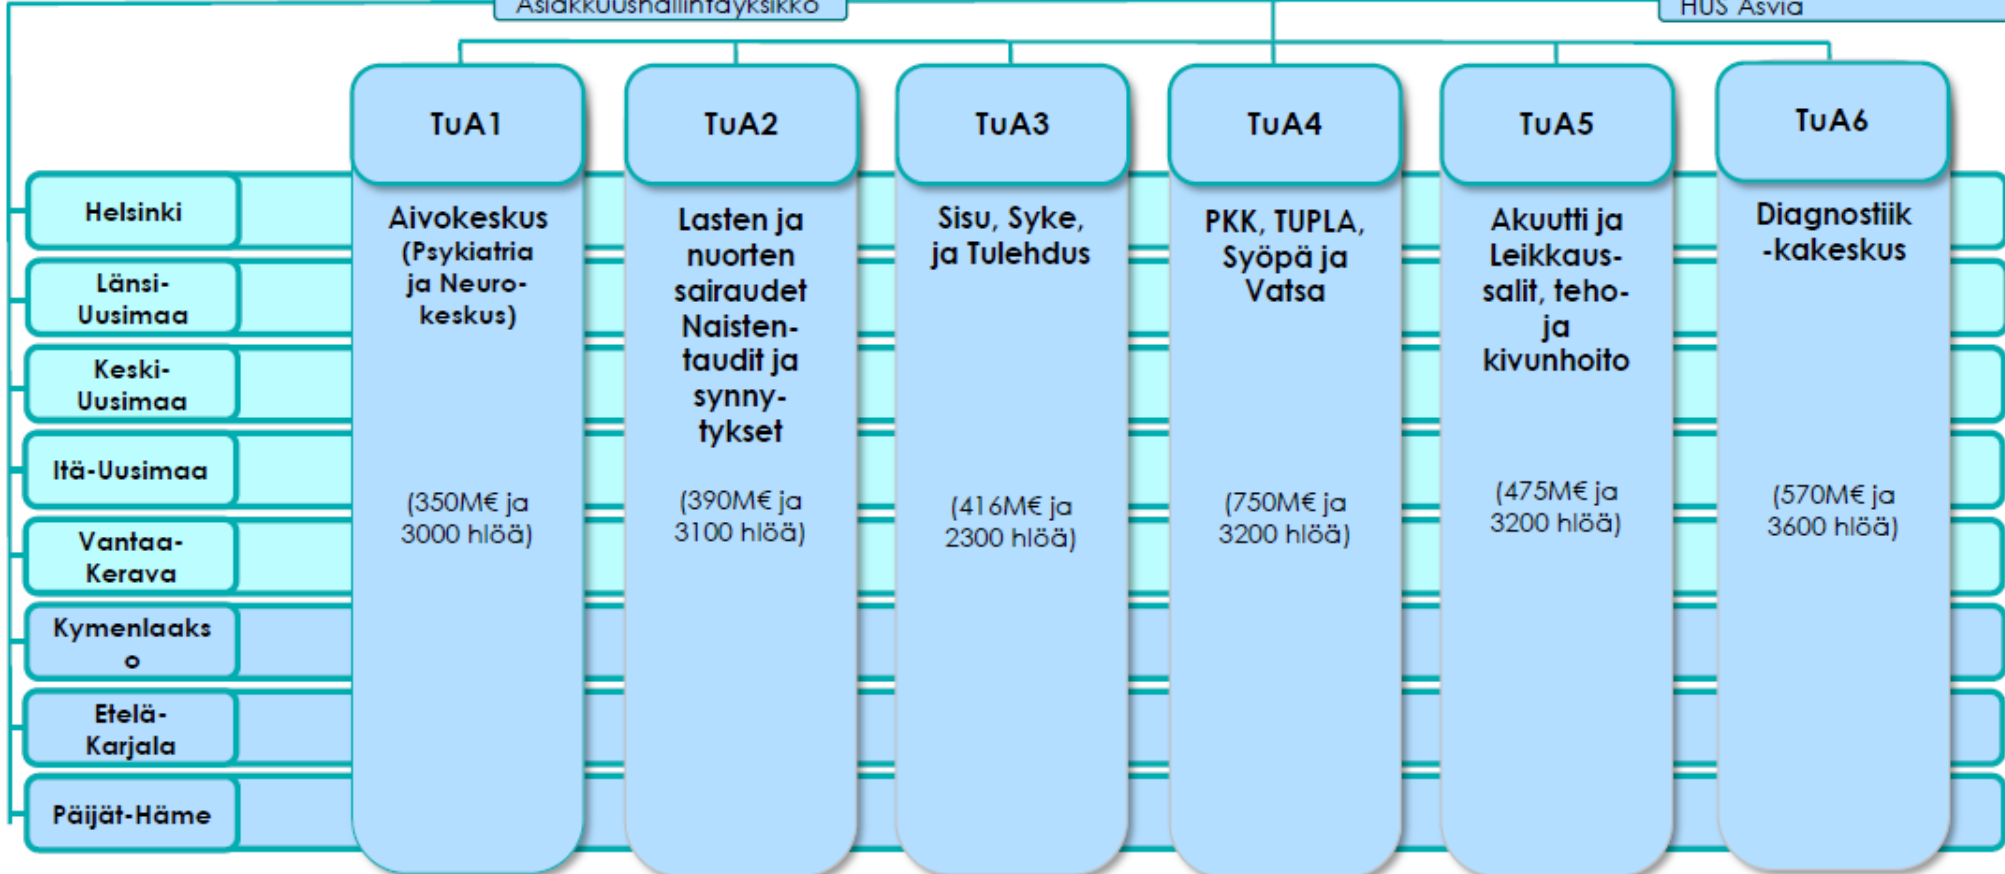 Asiakkuushallintayksikkö
HUS Asvia
TuA1
TuA2
TuA3
TuA4
TuA5
TuA6
Helsinki
Länsi-
Uusimaa
Keski-
Uusimaa
Itä-Uusimaa
Vantaa-
Kerava
Kymenlaaks
o
Etelä-
Karjala
Päijät-Häme
Aivokeskus
(Psykiatria
ja Neuro-
keskus)
(350M€ ja
3000 hlöä)
Lasten ja
nuorten
sairaudet
Naisten-
taudit ja
synny-
tykset
(390M€ ja
3100 hlöä)
Sisu, Syke,
ja Tulehdus
(416M€ ja
2300 hlöä)
PKK, TUPLA,
Syöpä ja
Vatsa
(750M€ ja
3200 hlöä)
Akuutti ja
Leikkaus-
salit, teho-
ja
kivunhoito
(475M€ ja
3200 hlöä)
Diagnostiik
-kakeskus
(570M€ ja
3600 hlöä)